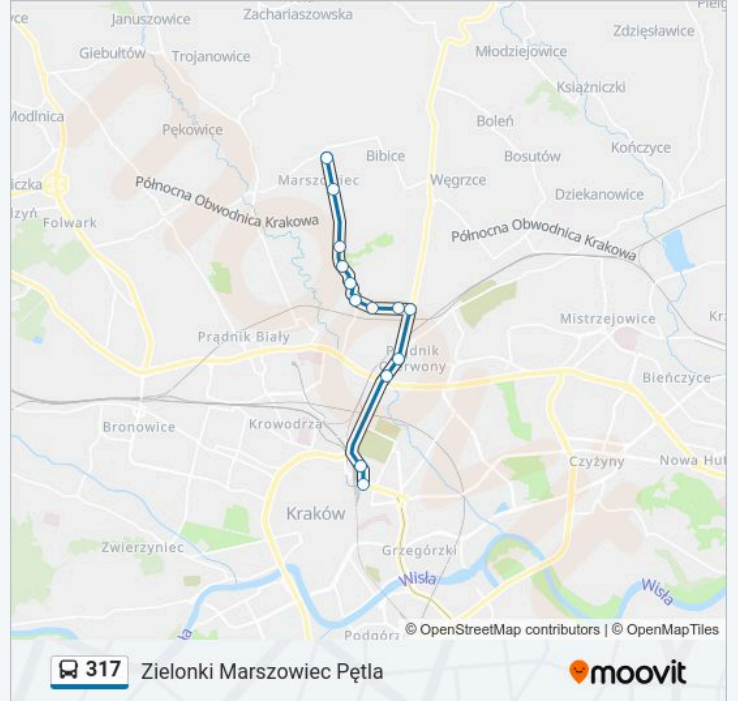 Januszowice
Zachariaszowska
Zdzięsławice
Giebułtów
Trojanowice
Młodziejowice
Książniczki
Modlnica
Pękowice
Boleń
Kończyce
Bibice
Bosutów
Marszowiec
Węgrzce
Dziekanowice
Północna Obwodnica Krakowa
Folwark
Północna Obwodnica Krakowa
Mistrzejowice
Prądnik Biały
Prądnik
Czerwony
Bieńczyce
Bronowice
Krowodrza
Czyżyny
Nowa Hut
Kraków
Zwierzyniec
Grzegórzki
Wisła
Wisła
Podgórz
© OpenStreetMap contributors | © OpenMapTiles
317 Zielonki Marszowiec Pętla
moovit